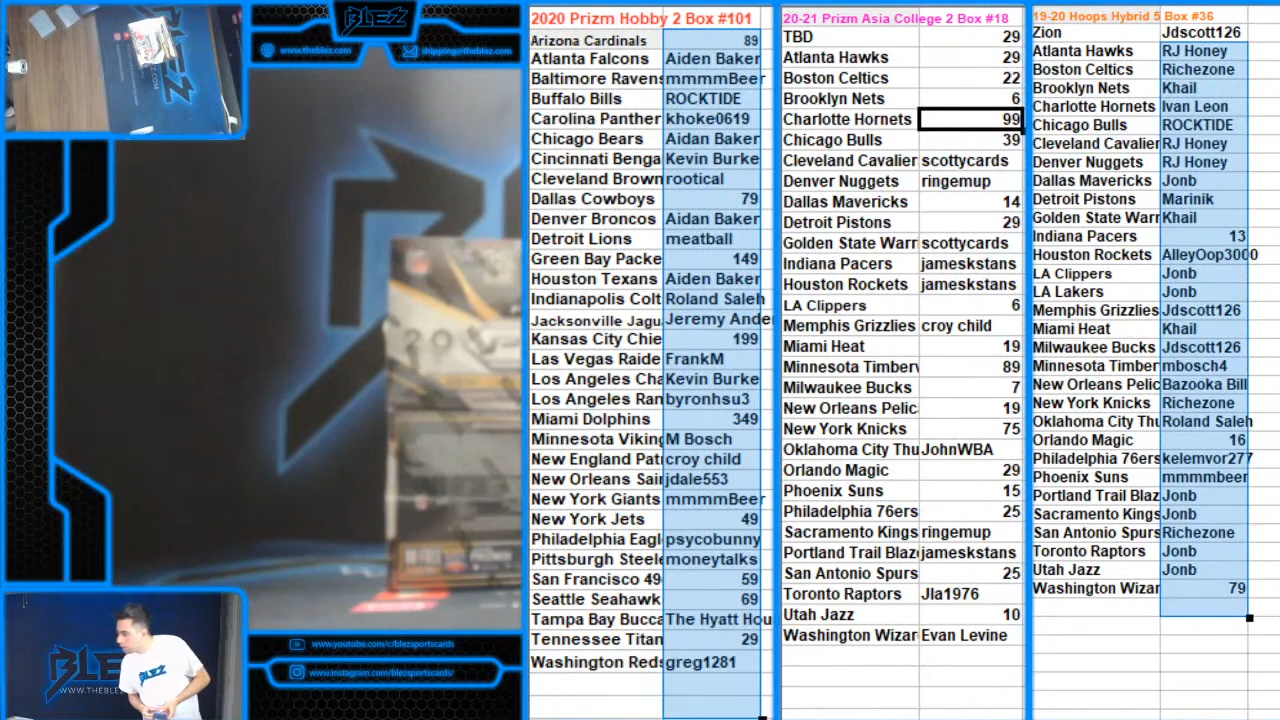 BLEZ
www.theblez.com
shipping@theblez.com
2020 Prizm Hobby 2 Box #101
Arizona Cardinals 89
Atlanta Falcons Aiden Baker
Baltimore Ravens mmmmBeer
Buffalo Bills ROCKTIDE
Carolina Panther khoke0619
Chicago Bears Aidan Baker
Cincinnati Benga Kevin Burke
Cleveland Brown rootical
Dallas Cowboys 79
Denver Broncos Aidan Baker
Detroit Lions meatball
Green Bay Packe 149
Houston Texans Aiden Baker
Indianapolis Colt Roland Saleh
Jacksonville Jagu Jeremy Ande
Kansas City Chie 199
Las Vegas Raide FrankM
Los Angeles Cha Kevin Burke
Los Angeles Ran byronhsu3
Miami Dolphins 349
Minnesota Viking M Bosch
New England Pat croy child
New Orleans Sai jdale553
New York Giants mmmmBeer
New York Jets 49
Philadelphia Eagl psycobunny
Pittsburgh Steele moneytalks
San Francisco 49 59
Seattle Seahawk 69
Tampa Bay Bucca The Hyatt Hou
Tennessee Titan 29
Washington Reds greg1281
20-21 Prizm Asia College 2 Box #18
TBD 29
Atlanta Hawks 29
Boston Celtics 22
Brooklyn Nets 6
Charlotte Hornets 99
Chicago Bulls 39
Cleveland Cavalier scottycards
Denver Nuggets ringemup
Dallas Mavericks 14
Detroit Pistons 29
Golden State Warr scottycards
Indiana Pacers jameskstans
Houston Rockets jameskstans
LA Clippers 6
Memphis Grizzlies croy child
Miami Heat 19
Minnesota Timberv 89
Milwaukee Bucks 7
New Orleans Pelic 19
New York Knicks 75
Oklahoma City Thu JohnWBA
Orlando Magic 29
Phoenix Suns 15
Philadelphia 76ers 25
Sacramento Kings ringemup
Portland Trail Blaz jameskstans
San Antonio Spurs 25
Toronto Raptors Jla1976
Utah Jazz 10
Washington Wizar Evan Levine
19-20 Hoops Hybrid 5 Box #36
Zion Jdscott126
Atlanta Hawks RJ Honey
Boston Celtics Richezone
Brooklyn Nets Khail
Charlotte Hornets Ivan Leon
Chicago Bulls ROCKTIDE
Cleveland Cavalier RJ Honey
Denver Nuggets RJ Honey
Dallas Mavericks Jonb
Detroit Pistons Marinik
Golden State Warr Khail
Indiana Pacers 13
Houston Rockets AlleyOop3000
LA Clippers Jonb
LA Lakers Jonb
Memphis Grizzlies Jdscott126
Miami Heat Khail
Milwaukee Bucks Jdscott126
Minnesota Timber mbosch4
New Orleans Pelic Bazooka Bill
New York Knicks Richezone
Oklahoma City Thu Roland Saleh
Orlando Magic 16
Philadelphia 76ers kelemvor277
Phoenix Suns mmmmbeer
Portland Trail Blaz Jonb
Sacramento Kings Jonb
San Antonio Spurs Richezone
Toronto Raptors Jonb
Utah Jazz Jonb
Washington Wizar 79
www.youtube.com/c/blezsportscards
www.instagram.com/blezsportscards/
BLEZ
BLEZ
WWW.THEBLEZ